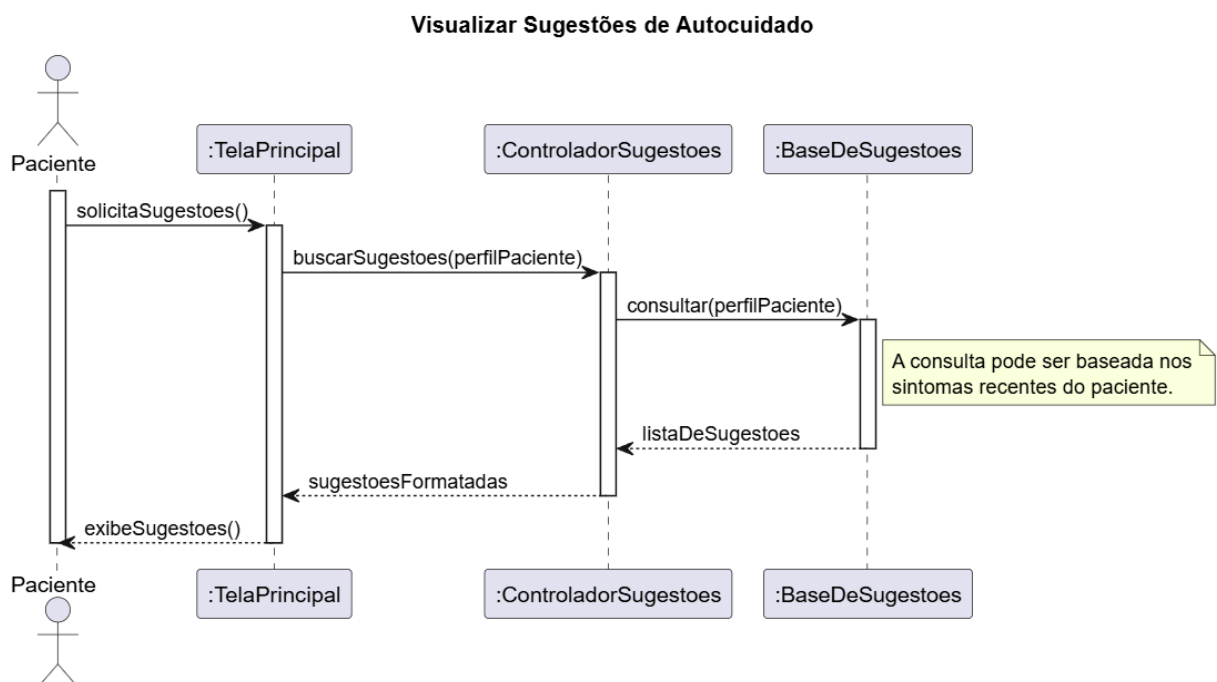 Visualizar Sugestões de Autocuidado
Paciente
:TelaPrincipal
:ControladorSugestoes
:BaseDeSugestoes
solicitaSugestoes()
buscarSugestoes(perfilPaciente)
consultar(perfilPaciente)
A consulta pode ser baseada nos
sintomas recentes do paciente.
listaDeSugestoes
sugestoesFormatadas
exibeSugestoes()
Paciente
:TelaPrincipal
:ControladorSugestoes
:BaseDeSugestoes